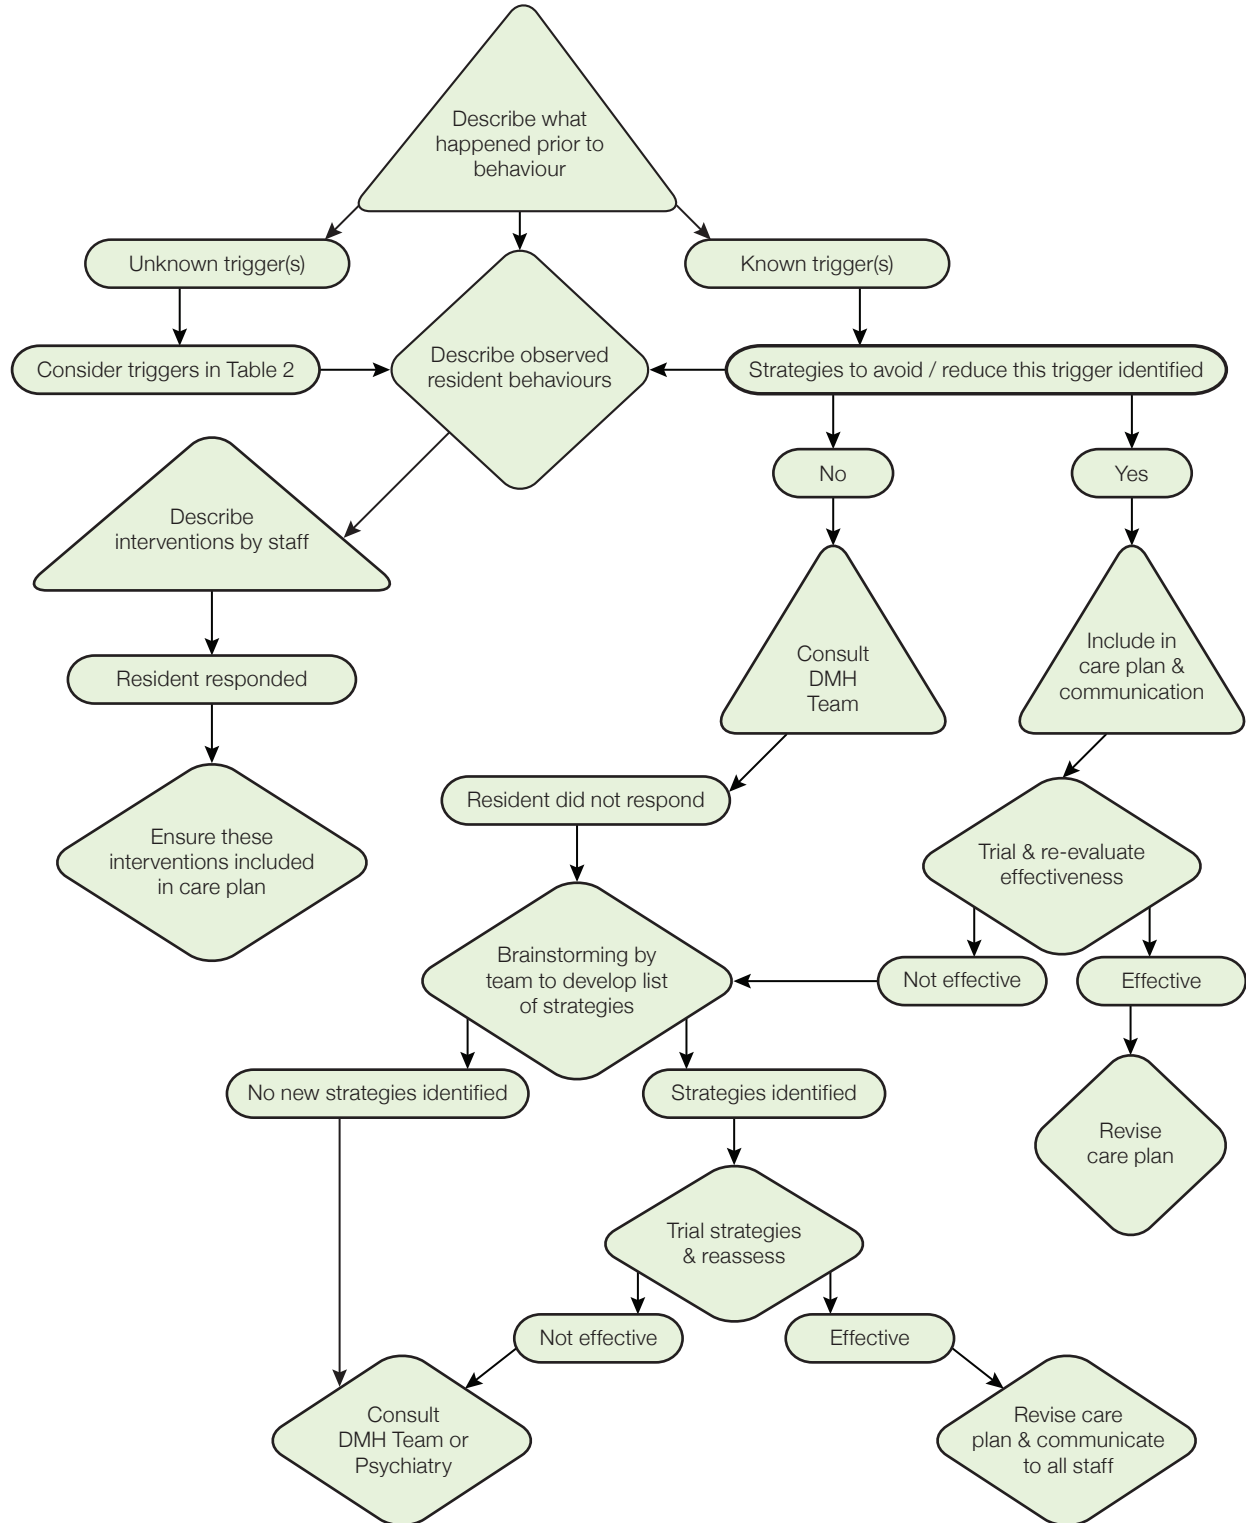 Describe what
happened prior to
behaviour
Unknown trigger(s)
Known trigger(s)
Consider triggers in Table 2
Describe observed
resident behaviours
Strategies to avoid / reduce this trigger identified
No
Yes
Describe
interventions by staff
Resident responded
Consult
DMH
Team
Include in
care plan &
communication
Resident did not respond
Ensure these
interventions included
in care plan
Trial & re-evaluate
effectiveness
Brainstorming by
team to develop list
of strategies
Not effective
Effective
No new strategies identified
Strategies identified
Revise
care plan
Trial strategies
& reassess
Not effective
Effective
Consult
DMH Team or
Psychiatry
Revise care
plan & communicate
to all staff